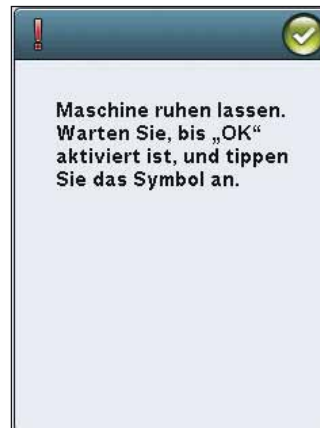 Maschine ruhen lassen.
Warten Sie, bis „OK“
aktiviert ist, und tippen
Sie das Symbol an.